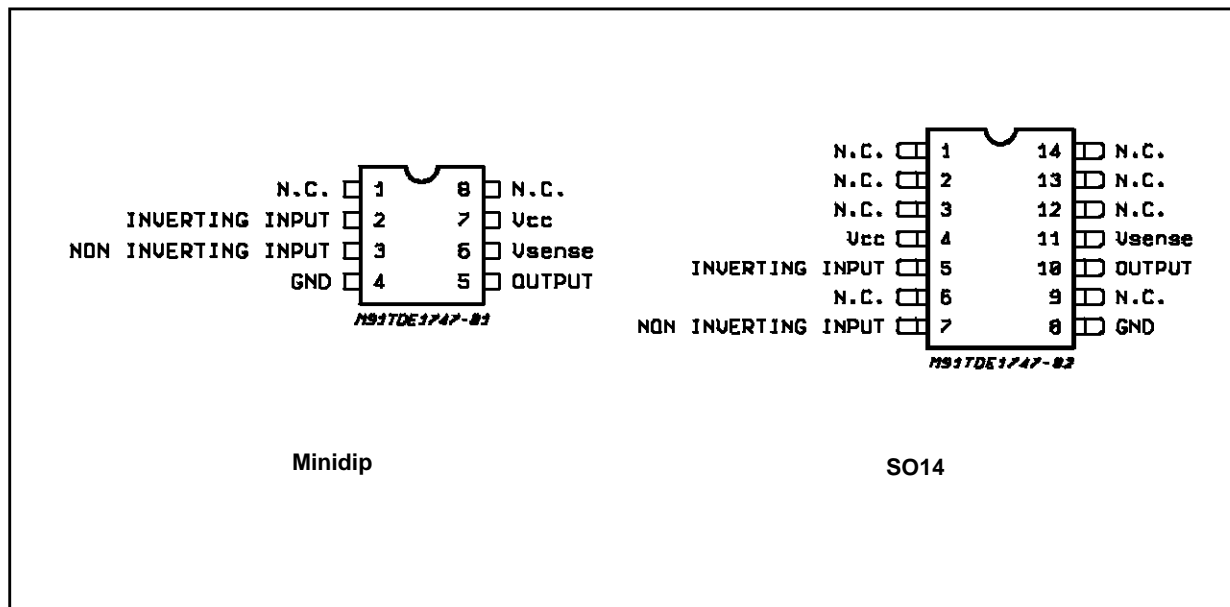 N.C. 1 8 N.C.
INVERTING INPUT 2 7 Vcc
NON INVERTING INPUT 3 6 Vsense
GND 4 5 OUTPUT
M91TDE1747-01
Minidip
N.C. 1 14 N.C.
N.C. 2 13 N.C.
N.C. 3 12 N.C.
Vcc 4 11 Vsense
INVERTING INPUT 5 10 OUTPUT
N.C. 6 9 N.C.
NON INVERTING INPUT 7 8 GND
M91TDE1747-02
SO14